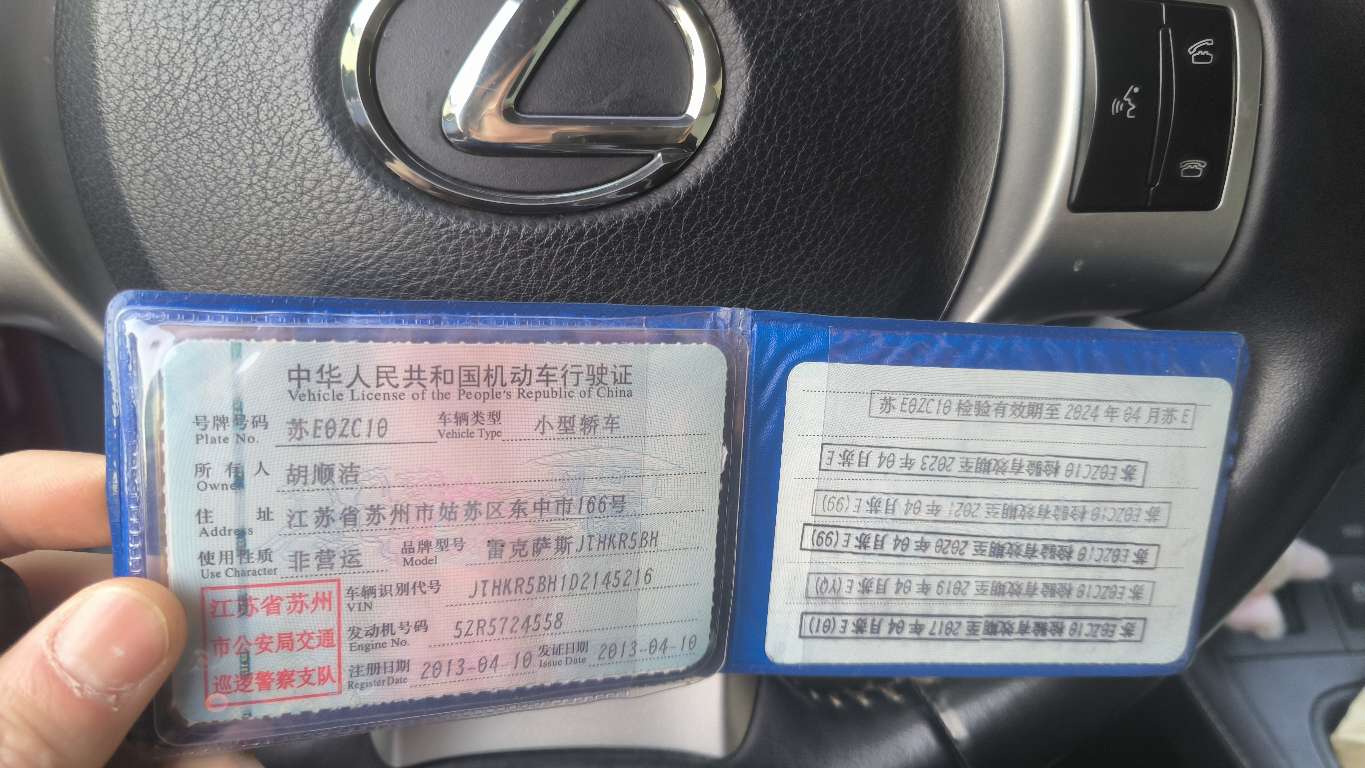 中华人民共和国机动车行驶证
Vehicle License of the People's Republic of China
号牌号码 苏E0ZC10 车辆类型 小型轿车
Plate No. Vehicle Type
所有人 胡顺洁
Owner
住址 江苏省苏州市姑苏区东中市166号
Address
使用性质 非营运 品牌型号 雷克萨斯JTHKR5BH
Use Character Model
江苏省苏州
市公安局交通
巡逻警察支队
车辆识别代号 JTHKR5BH1D2145216
VIN
发动机号码 5ZR5724558
Engine No.
注册日期 2013-04-10 发证日期 2013-04-10
Register Date Issue Date
苏E0ZC10检验有效期至2024年04月苏E
苏E0ZC10检验有效期至2023年04月苏E
苏E0ZC10检验有效期至2021年04月苏E(99)
苏E0ZC10检验有效期至2020年04月苏E(99)
苏E0ZC10检验有效期至2019年04月苏E(YQ)
苏E0ZC10检验有效期至2017年04月苏E(01)